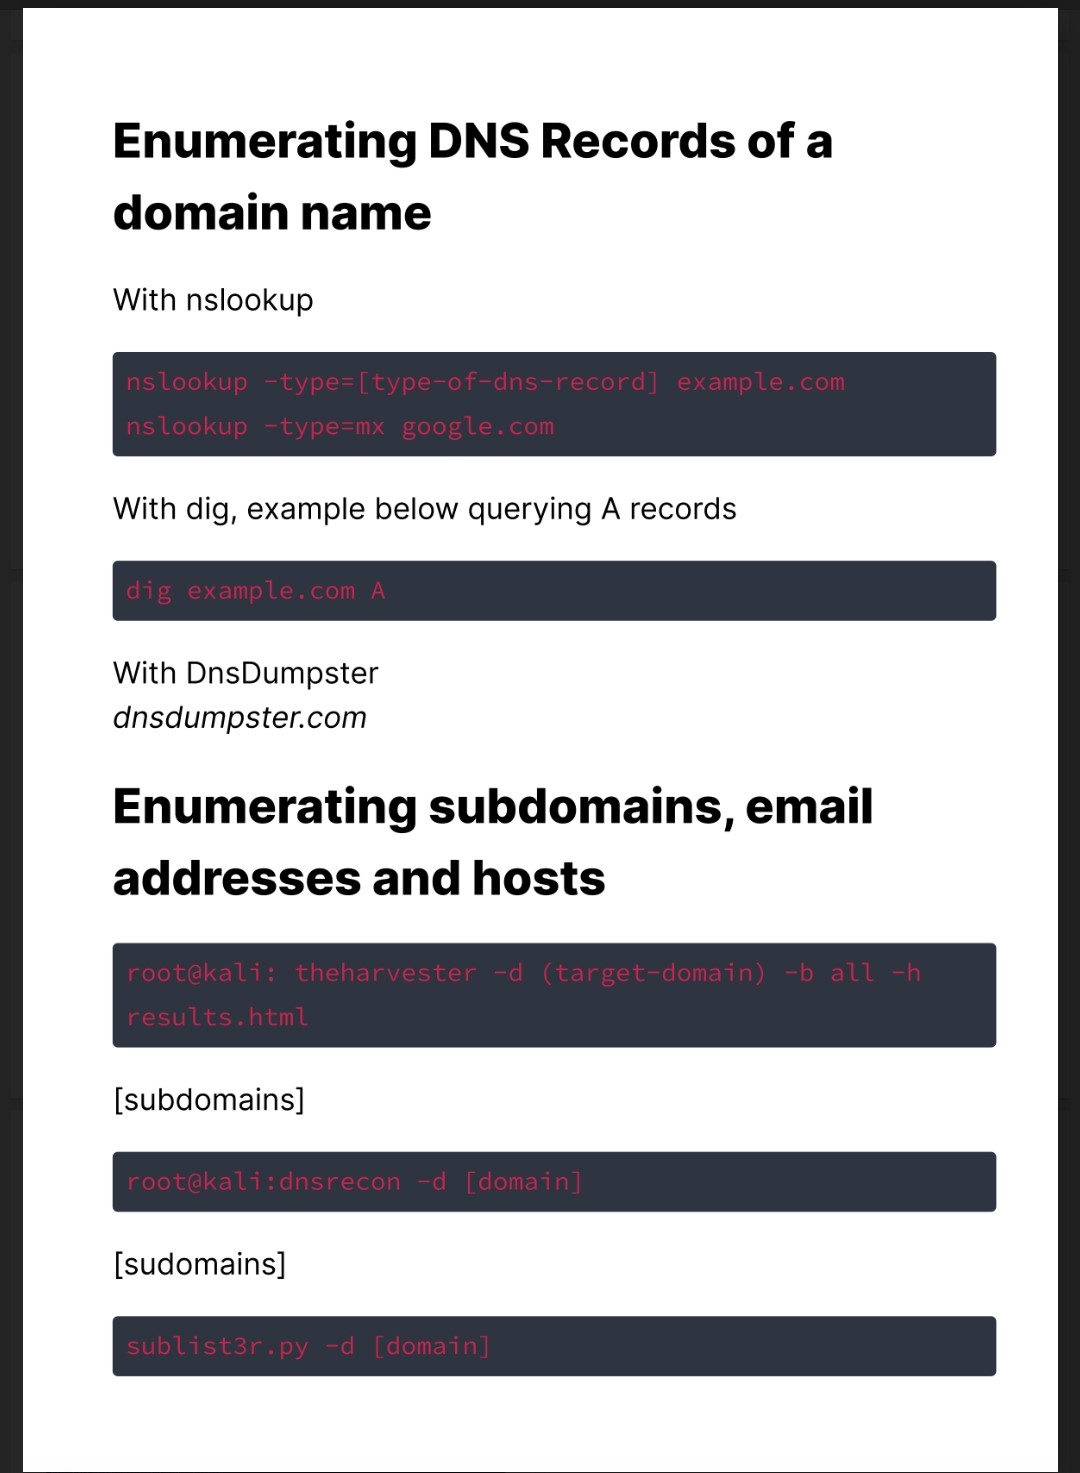 Enumerating DNS Records of a
domain name
With nslookup
nslookup -type=[type-of-dns-record] example.com
nslookup -type=mx google.com
With dig, example below querying A records
dig example.com A
With DnsDumpster
dnsdumpster.com
Enumerating subdomains, email
addresses and hosts
root@kali: theharvester -d (target-domain) -b all -h
results.html
[subdomains]
root@kali:dnsrecon -d [domain]
[sudomains]
sublist3r.py -d [domain]